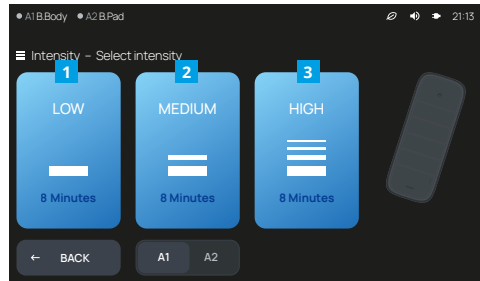 A1 B.Body A2 B.Pad 21:13
Intensity – Select intensity
1 2 3
LOW MEDIUM HIGH
8 Minutes 8 Minutes 8 Minutes
← BACK A1 A2